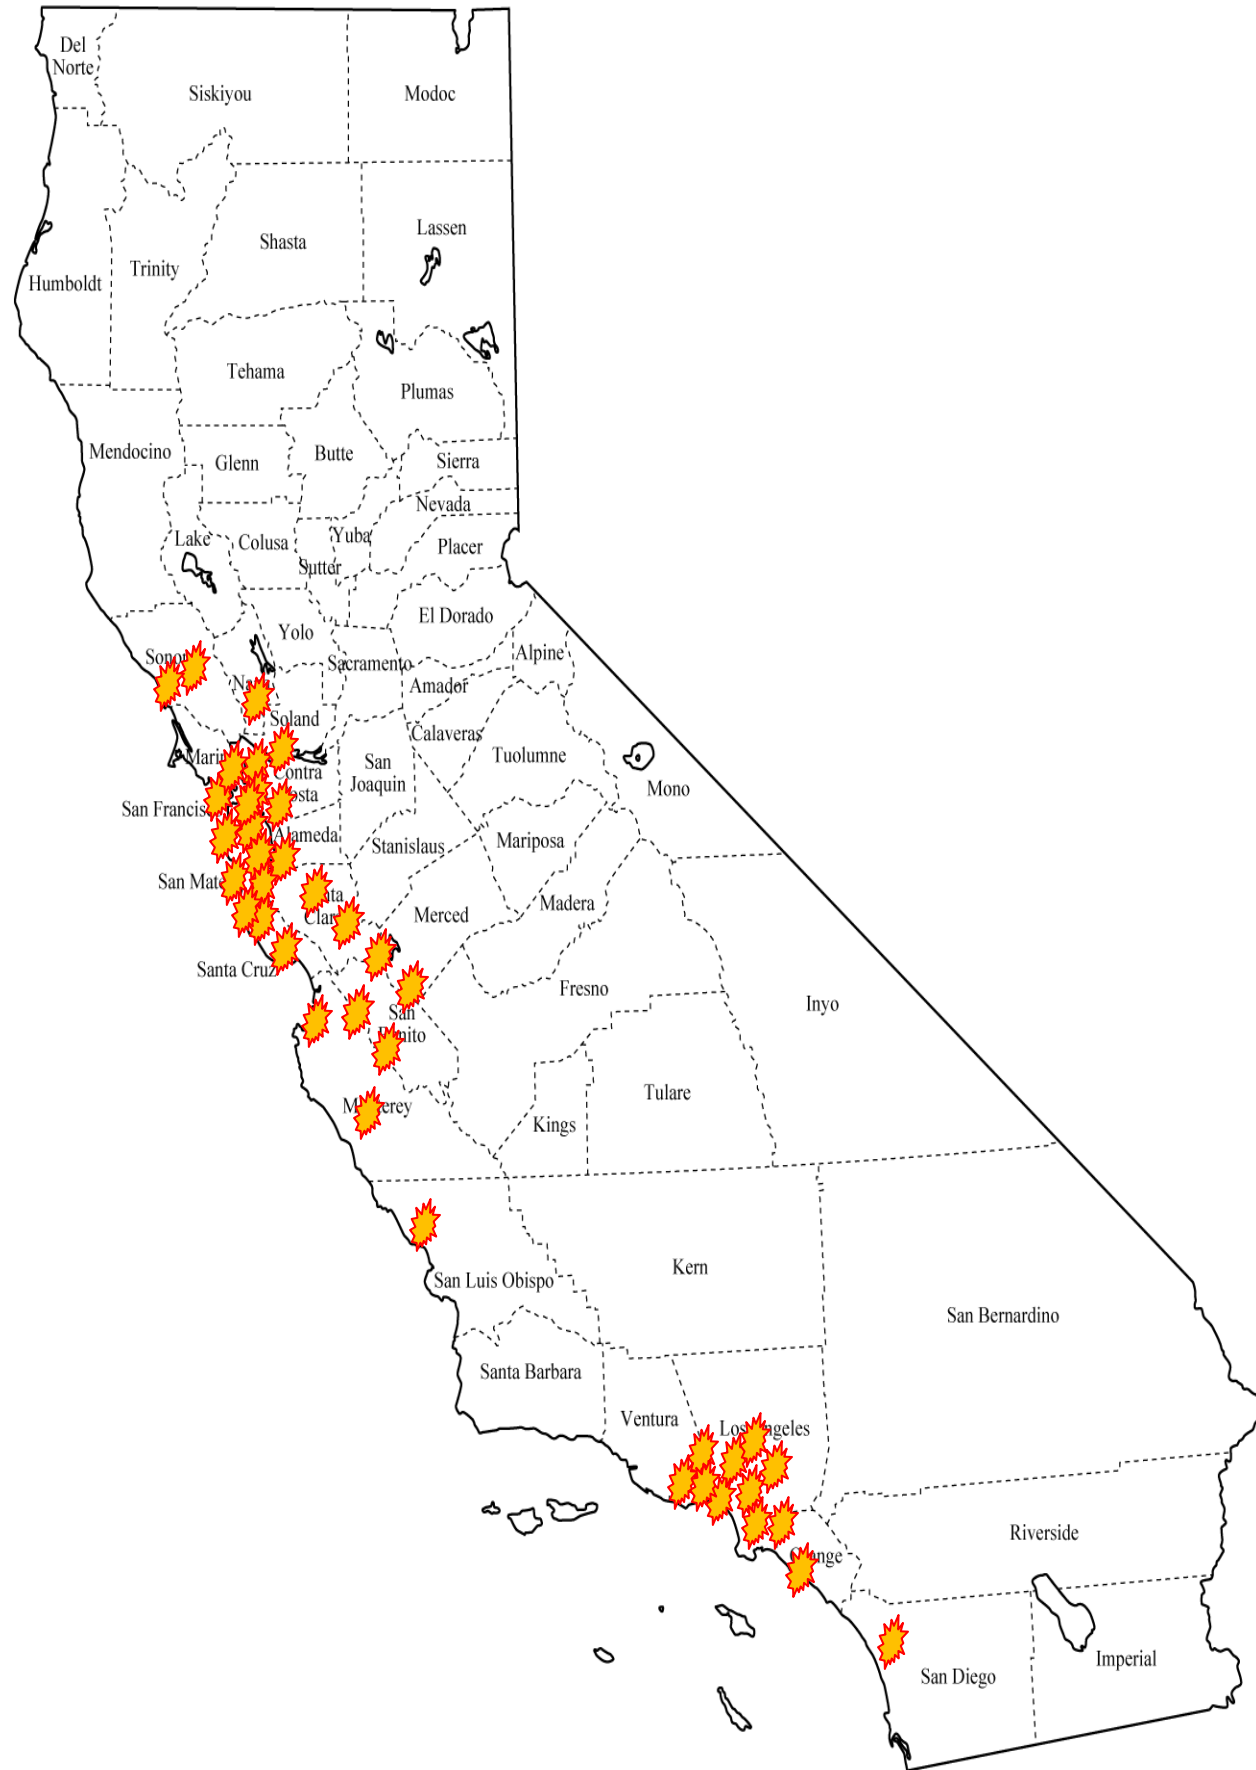 Del
Norte
Siskiyou
Modoc
Shasta
Lassen
Humboldt
Trinity
Tehama
Plumas
Mendocino
Glenn
Butte
Sierra
Nevada
Lake
Colusa
Yuba
Placer
Sutter
El Dorado
Yolo
Sacramento
Alpine
Amador
Soland
Calaveras
Tuolumne
San
Joaquin
Mono
Contra
Alameda
Stanislaus
Mariposa
Merced
Madera
Santa Cruz
Fresno
Inyo
San
Tulare
Kings
Kern
San Luis Obispo
San Bernardino
Santa Barbara
Ventura
Riverside
San Diego
Imperial